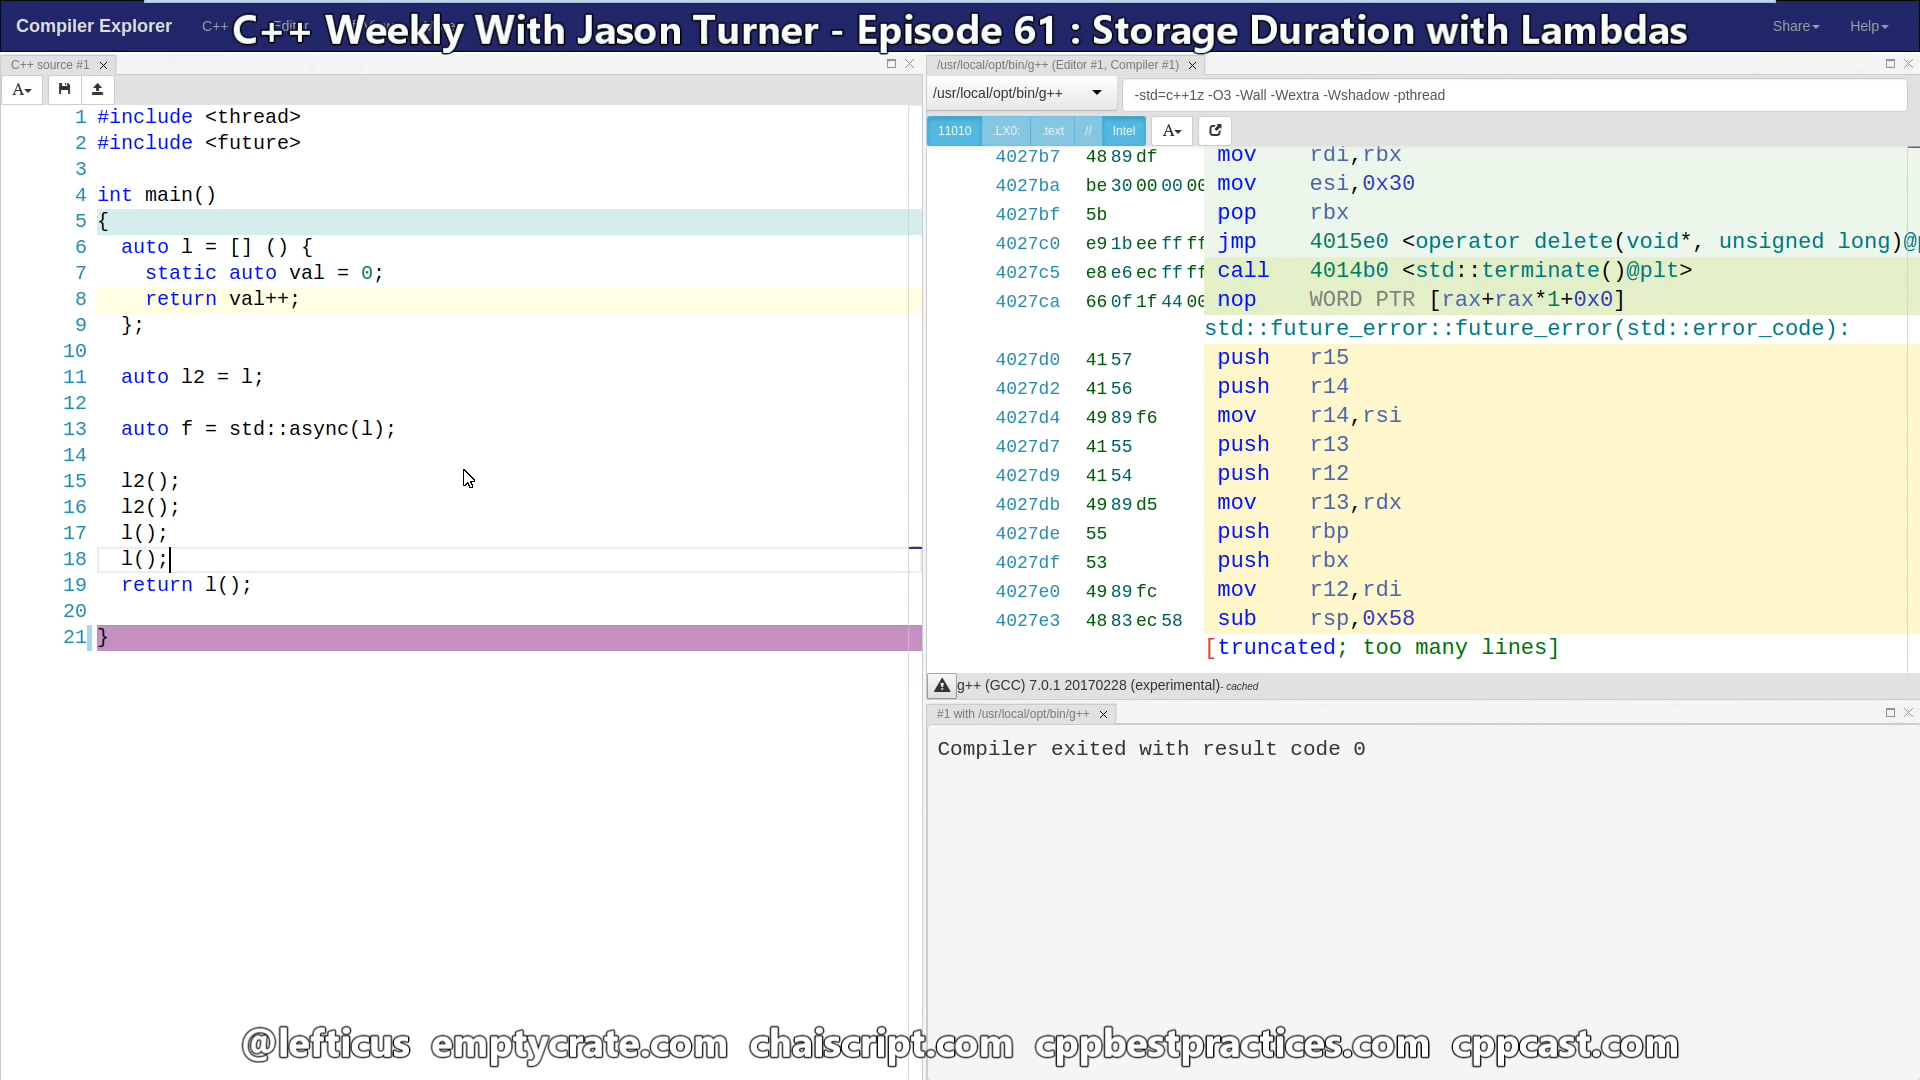 Compiler Explorer C++ C++ Weekly With Jason Turner - Episode 61 : Storage Duration with Lambdas Share Help
C++ source #1
A
#include <thread>
#include <future>
int main()
{
auto l = [] () {
static auto val = 0;
return val++;
};
auto l2 = l;
auto f = std::async(l);
l2();
l2();
l();
l();
return l();
}
1
2
3
4
5
6
7
8
9
10
11
12
13
14
15
16
17
18
19
20
21
/usr/local/opt/bin/g++ (Editor #1, Compiler #1)
/usr/local/opt/bin/g++ -std=c++1z -O3 -Wall -Wextra -Wshadow -pthread
11010 .LX0: .text // Intel A
4027b7 48 89 df mov rdi,rbx
4027ba be 30 00 00 00 mov esi,0x30
4027bf 5b pop rbx
4027c0 e9 1b ee ff ff jmp 4015e0 <operator delete(void*, unsigned long)@
4027c5 e8 e6 ec ff ff call 4014b0 <std::terminate()@plt>
4027ca 66 0f 1f 44 00 nop WORD PTR [rax+rax*1+0x0]
std::future_error::future_error(std::error_code):
4027d0 41 57 push r15
4027d2 41 56 push r14
4027d4 49 89 f6 mov r14,rsi
4027d7 41 55 push r13
4027d9 41 54 push r12
4027db 49 89 d5 mov r13,rdx
4027de 55 push rbp
4027df 53 push rbx
4027e0 49 89 fc mov r12,rdi
4027e3 48 83 ec 58 sub rsp,0x58
[truncated; too many lines]
g++ (GCC) 7.0.1 20170228 (experimental)- cached
#1 with /usr/local/opt/bin/g++
Compiler exited with result code 0
@lefticus emptycrate.com chaiscript.com cppbestpractices.com cppcast.com